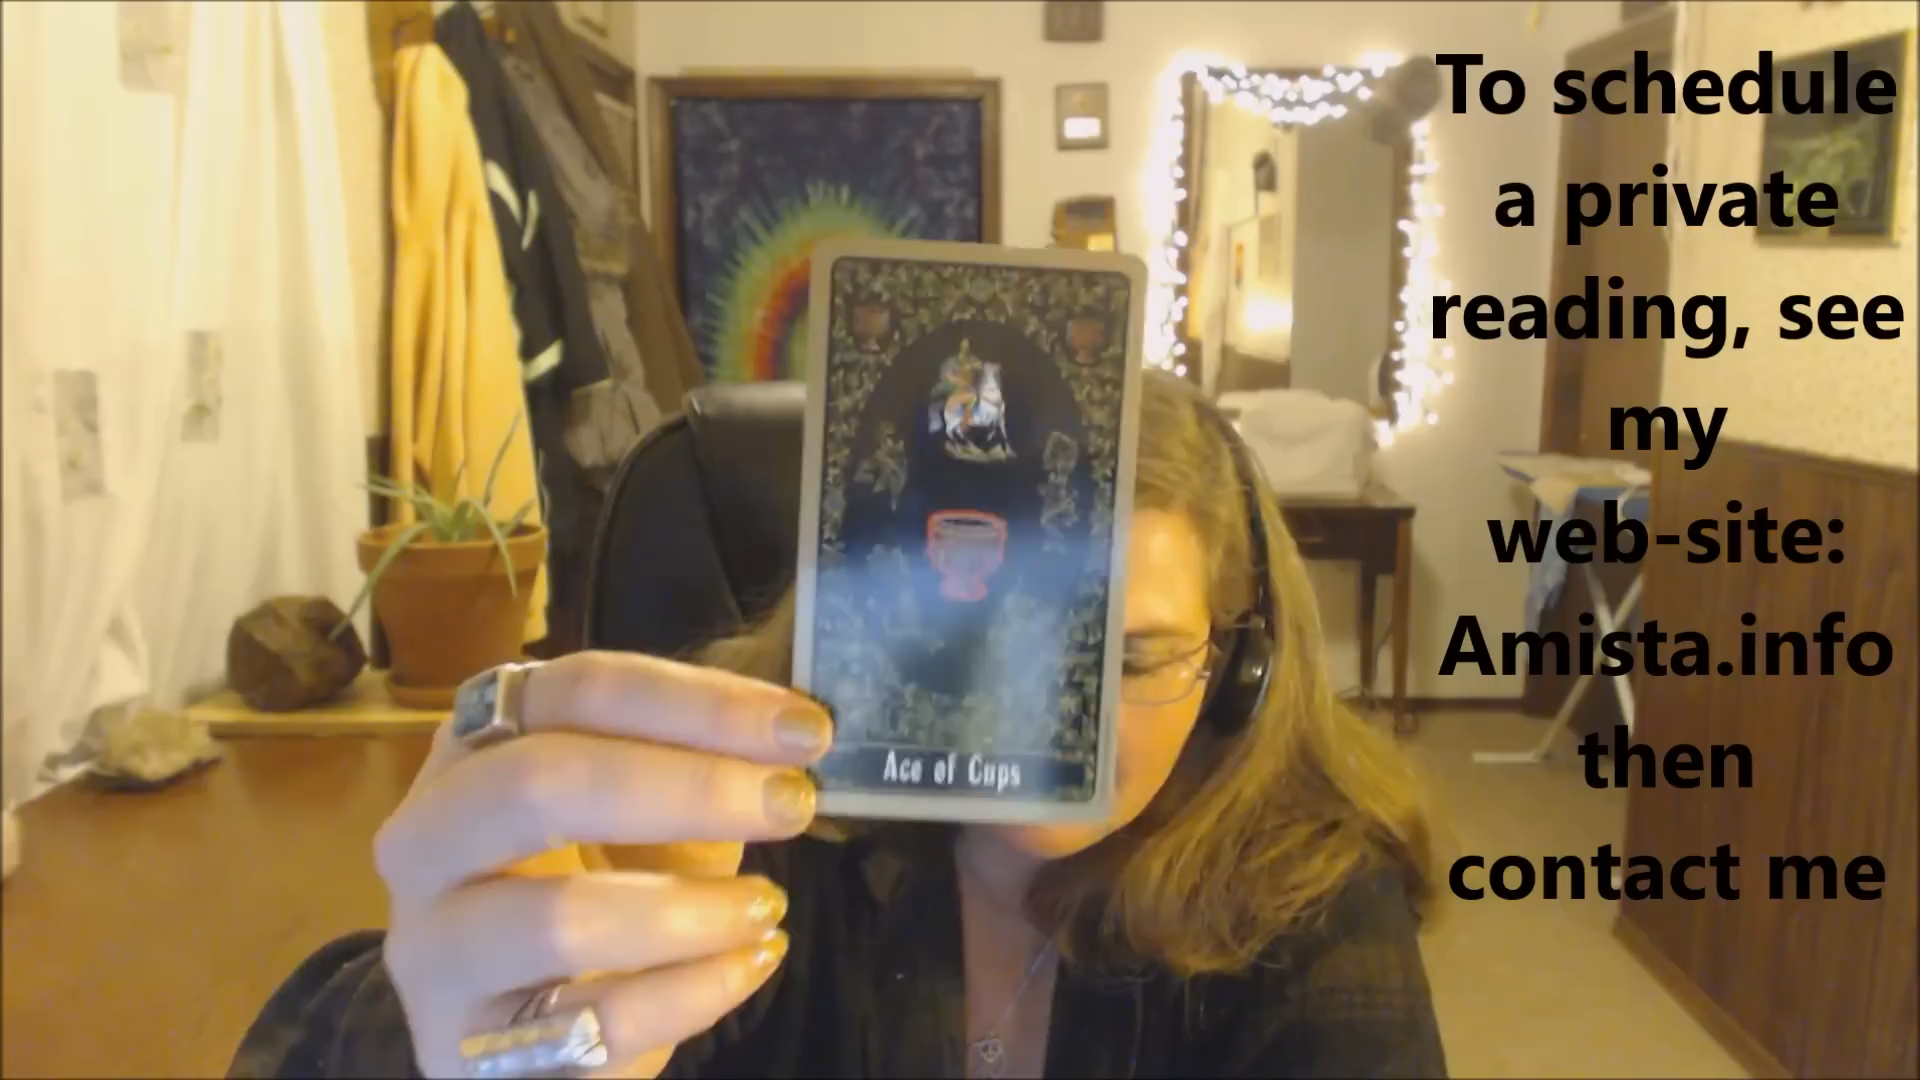 To schedule
a private
reading, see
my
web-site:
Amista.info
then
contact me
Ace of Cups